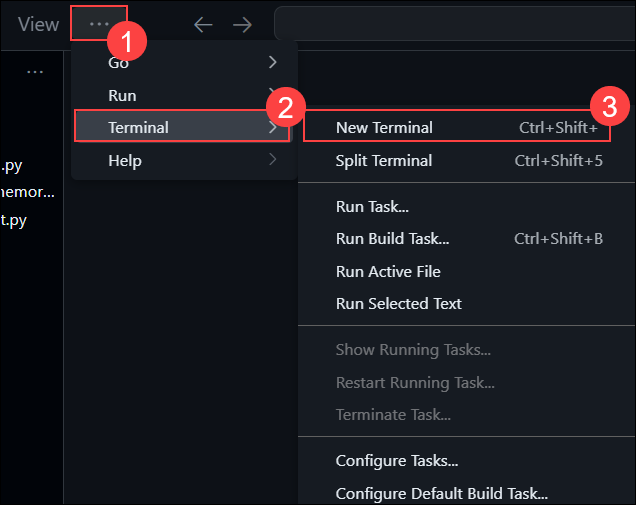 View ...
1
...
Go
Run
2
Terminal
Help
3
New Terminal Ctrl+Shift+
Split Terminal Ctrl+Shift+5
Run Task...
Run Build Task... Ctrl+Shift+B
Run Active File
Run Selected Text
Show Running Tasks...
Restart Running Task...
Terminate Task...
Configure Tasks...
Configure Default Build Task...
.py
nemor...
t.py